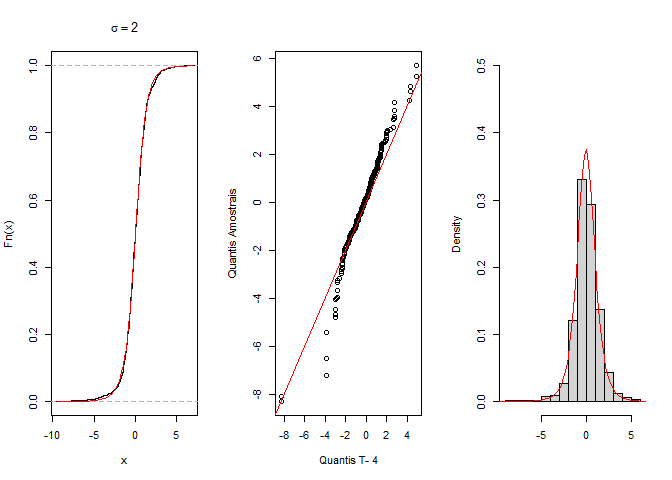 σ = 2
Fn(x)
1.0
0.8
0.6
0.4
0.2
0.0
-10 -5 0 5
x
Quantis Amostrais
6
4
2
0
-2
-4
-6
-8
-8 -6 -4 -2 0 2 4
Quantis T- 4
Density
0.5
0.4
0.3
0.2
0.1
0.0
-5 0 5